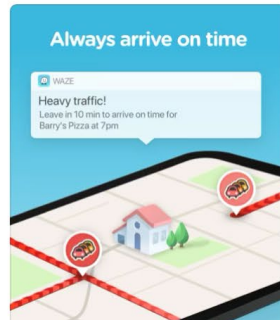 Always arrive on time
WAZE
Heavy traffic!
Leave in 10 min to arrive on time for
Barry's Pizza at 7pm